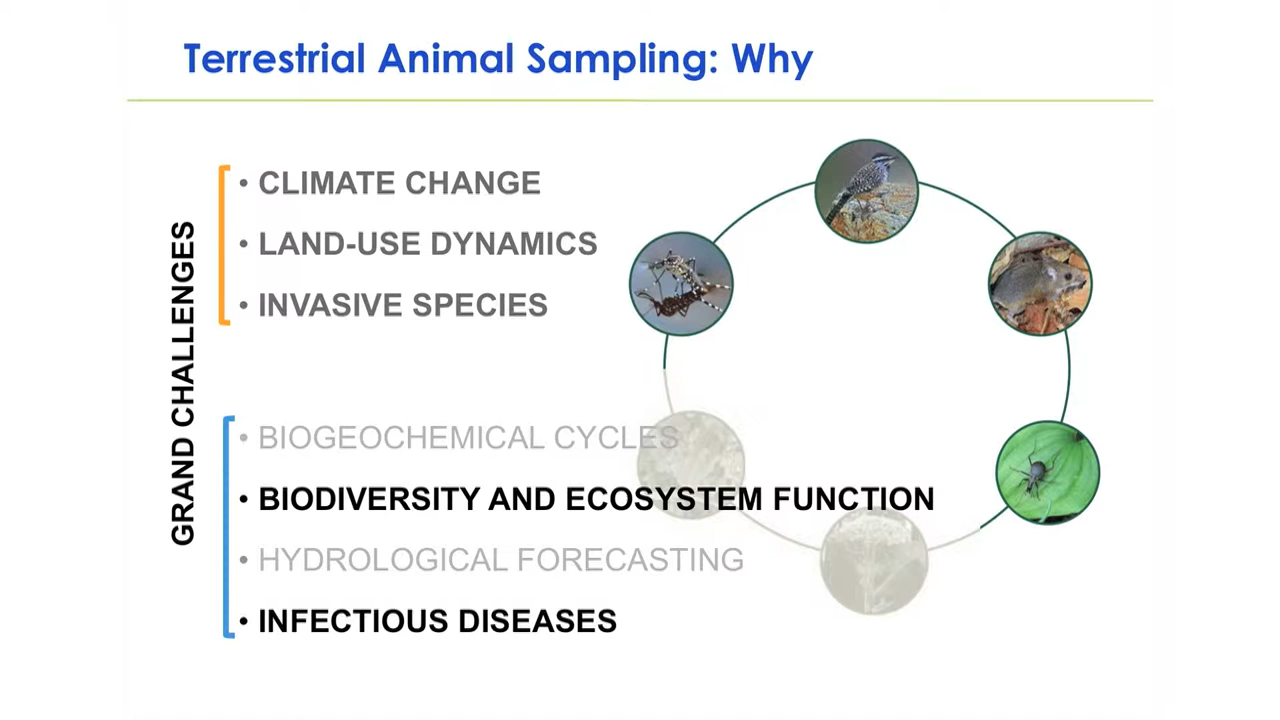 Terrestrial Animal Sampling: Why
GRAND CHALLENGES
• CLIMATE CHANGE
• LAND-USE DYNAMICS
• INVASIVE SPECIES
• BIOGEOCHEMICAL CYCLES
• BIODIVERSITY AND ECOSYSTEM FUNCTION
• HYDROLOGICAL FORECASTING
• INFECTIOUS DISEASES